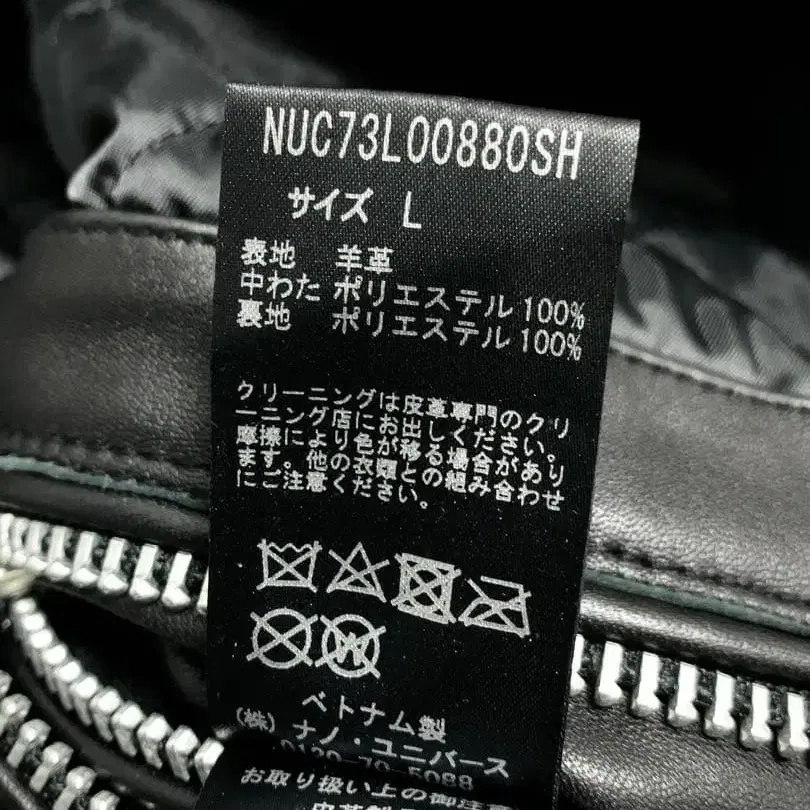 NUC73L00880SH
サイズ L
表地 羊革
中わた ポリエステル 100%
裏地 ポリエステル 100%
クリーニングは皮革専門のクリ
ーニング店にお出しください。
摩擦により色が移る場合があり
ます。他の衣類との組み合わせ
にご注意ください。
W
ベトナム製
(株) ナノ・ユニバース
0120-70-5088
お取り扱い上の御注意